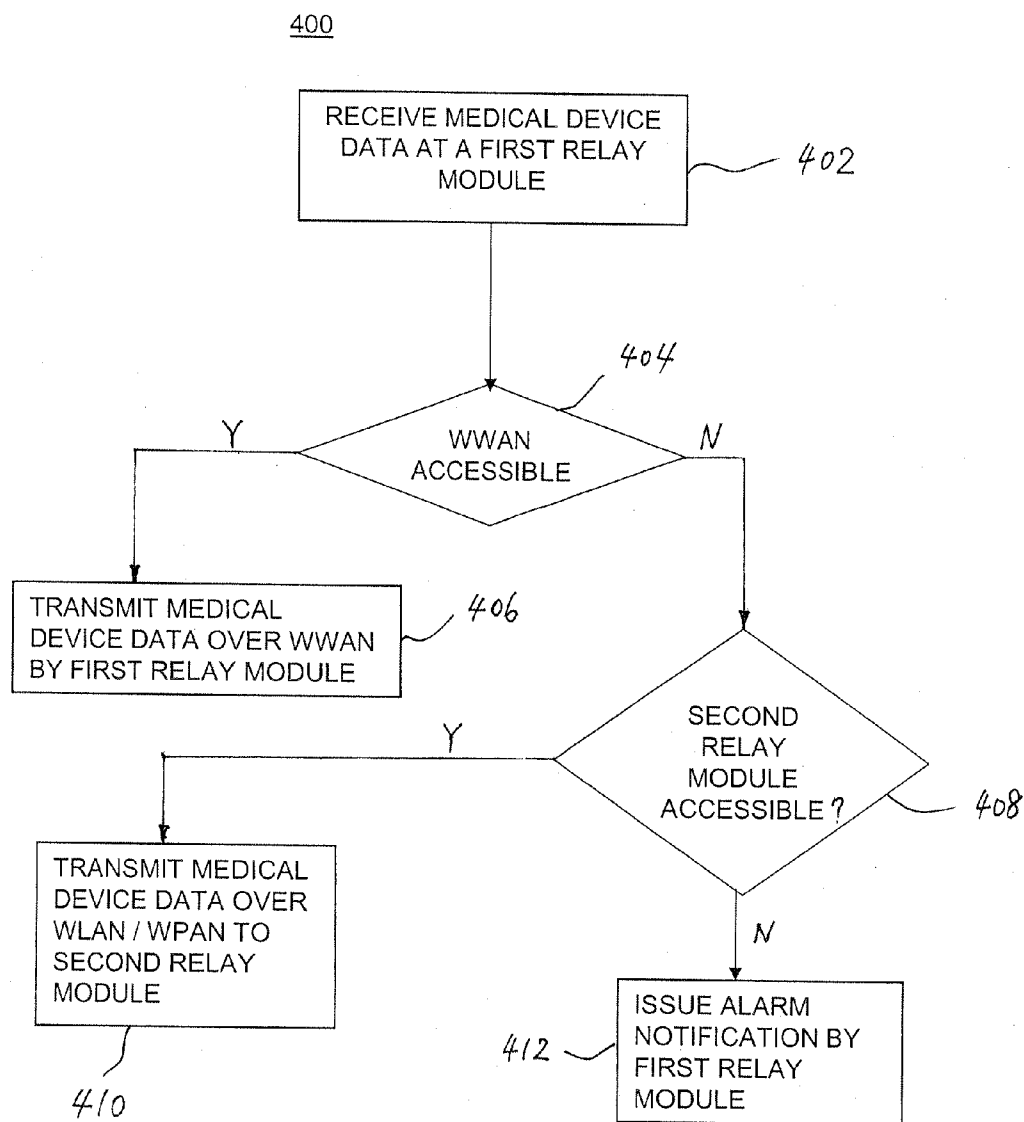 400
RECEIVE MEDICAL DEVICE
DATA AT A FIRST RELAY
MODULE
402
404
Y
WWAN
ACCESSIBLE
N
TRANSMIT MEDICAL
DEVICE DATA OVER WWAN
BY FIRST RELAY MODULE
406
Y
SECOND
RELAY
MODULE
ACCESSIBLE?
408
TRANSMIT MEDICAL
DEVICE DATA OVER
WLAN / WPAN TO
SECOND RELAY
MODULE
410
N
ISSUE ALARM
NOTIFICATION BY
FIRST RELAY
MODULE
412